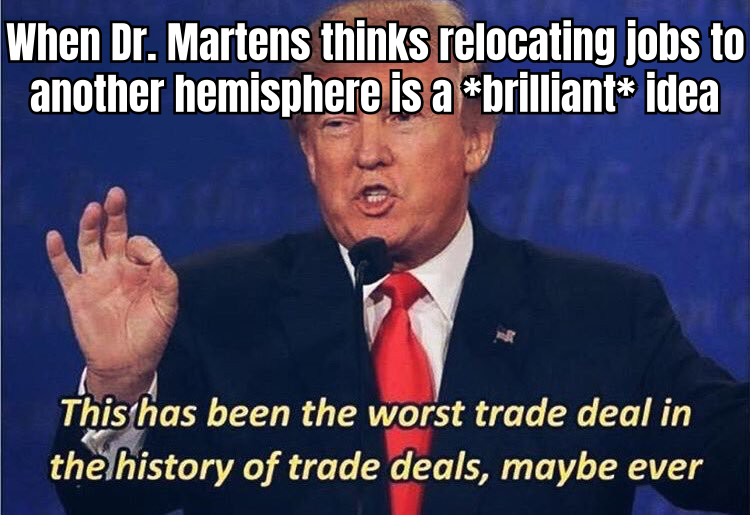 When Dr. Martens thinks relocating jobs to
another hemisphere is a *brilliant* idea
This has been the worst trade deal in
the history of trade deals, maybe ever